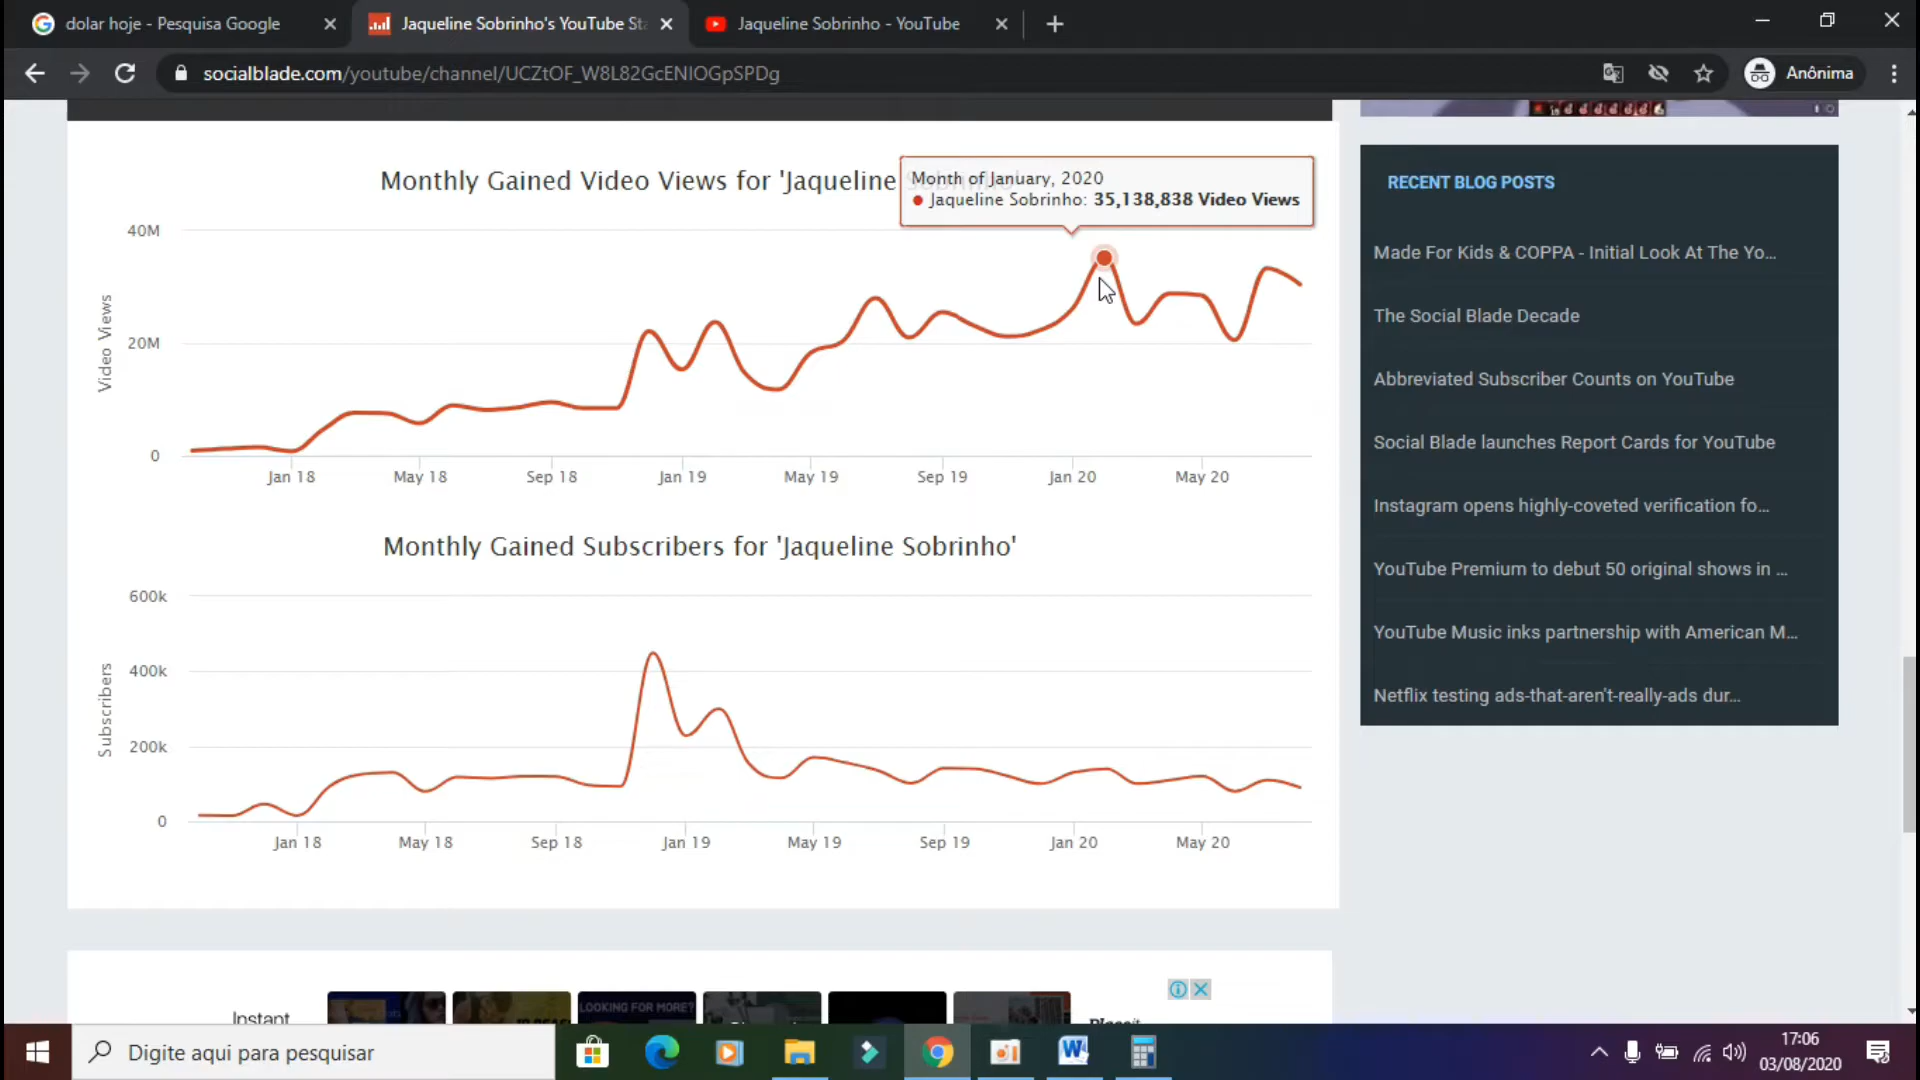 dolar hoje - Pesquisa Google
Jaqueline Sobrinho's YouTube Sta
Jaqueline Sobrinho - YouTube
socialblade.com/youtube/channel/UCZtOF_W8L82GcENIOGpSPDg
Anônima
Monthly Gained Video Views for 'Jaqueline Sobrinho'
Month of January, 2020
Jaqueline Sobrinho: 35,138,838 Video Views
40M
20M
0
Video Views
Jan 18
May 18
Sep 18
Jan 19
May 19
Sep 19
Jan 20
May 20
Monthly Gained Subscribers for 'Jaqueline Sobrinho'
600k
400k
200k
0
Subscribers
Jan 18
May 18
Sep 18
Jan 19
May 19
Sep 19
Jan 20
May 20
RECENT BLOG POSTS
Made For Kids & COPPA - Initial Look At The Yo...
The Social Blade Decade
Abbreviated Subscriber Counts on YouTube
Social Blade launches Report Cards for YouTube
Instagram opens highly-coveted verification fo...
YouTube Premium to debut 50 original shows in ...
YouTube Music inks partnership with American M...
Netflix testing ads-that-aren't-really-ads dur...
Instant
LOOKING FOR MORE?
Placeit
Digite aqui para pesquisar
17:06
03/08/2020